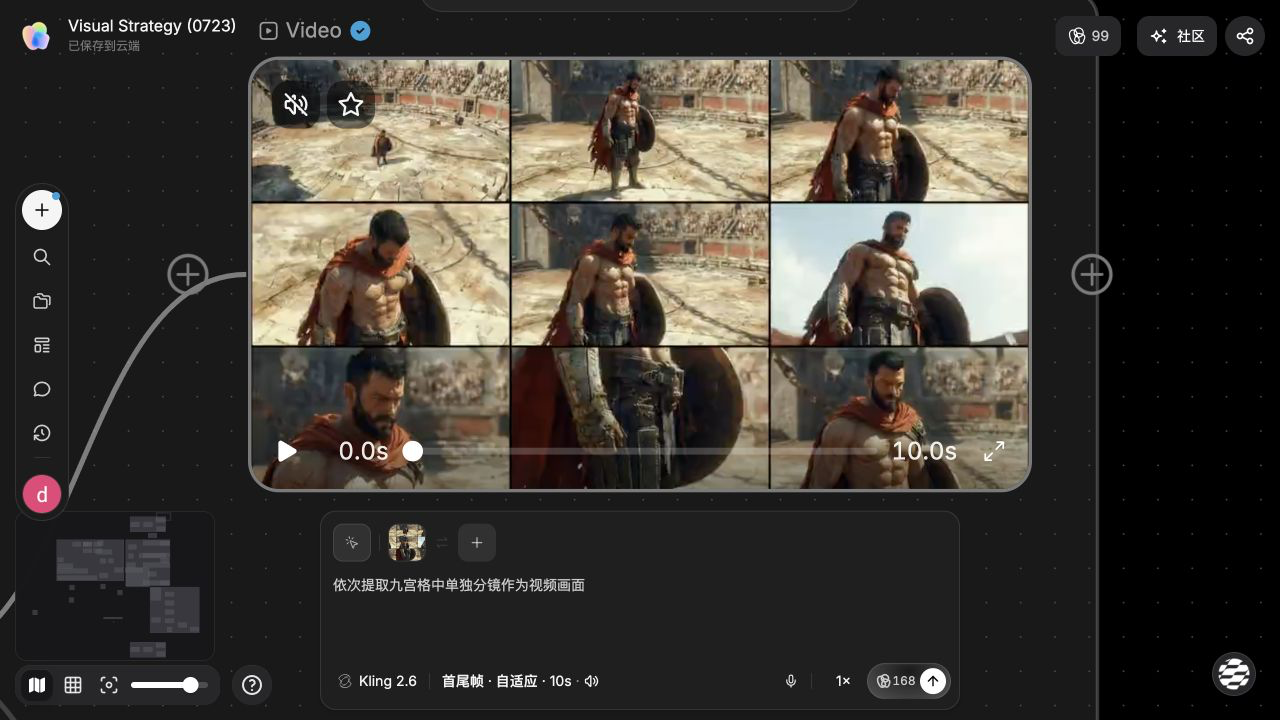 Visual Strategy (0723)
已保存到云端
Video
99
社区
0.0s
10.0s
d
依次提取九宫格中单独分镜作为视频画面
Kling 2.6
首尾帧 · 自适应 · 10s ·
1×
168